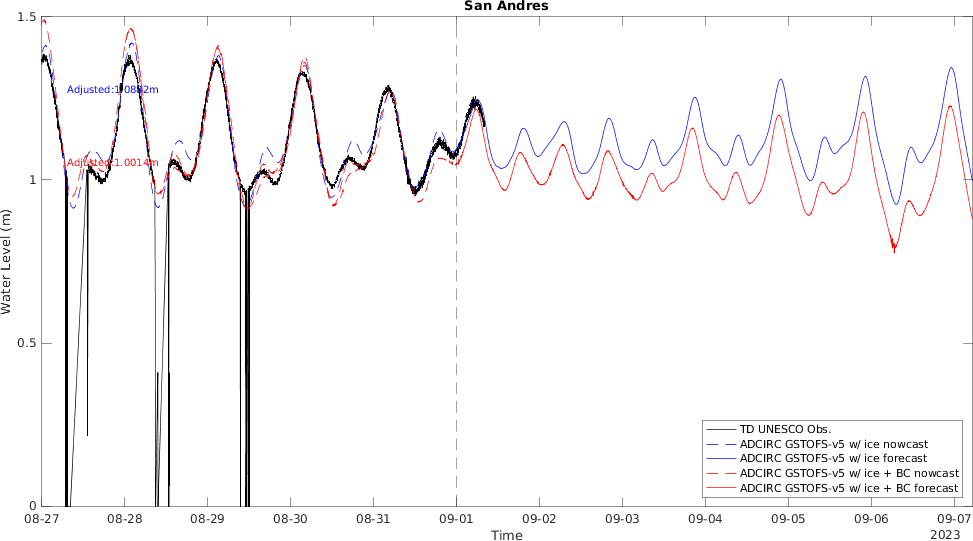 San Andres
1.5
1
0.5
0
Water Level (m)
Adjusted:1.0882m
Adjusted:1.0014m
TD UNESCO Obs.
ADCIRC GSTOFS-v5 w/ ice nowcast
ADCIRC GSTOFS-v5 w/ ice forecast
ADCIRC GSTOFS-v5 w/ ice + BC nowcast
ADCIRC GSTOFS-v5 w/ ice + BC forecast
08-27 08-28 08-29 08-30 08-31 09-01 09-02 09-03 09-04 09-05 09-06 09-07
Time
2023